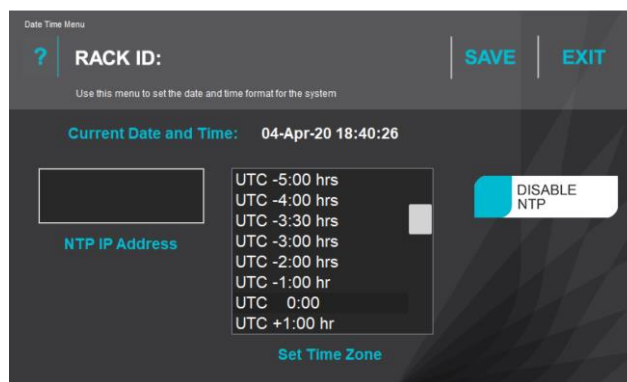 Date Time Menu
?
RACK ID:
SAVE
EXIT
Use this menu to set the date and time format for the system
Current Date and Time: 04-Apr-20 18:40:26
UTC -5:00 hrs
UTC -4:00 hrs
UTC -3:30 hrs
UTC -3:00 hrs
UTC -2:00 hrs
UTC -1:00 hr
UTC 0:00
UTC +1:00 hr
NTP IP Address
Set Time Zone
DISABLE
NTP